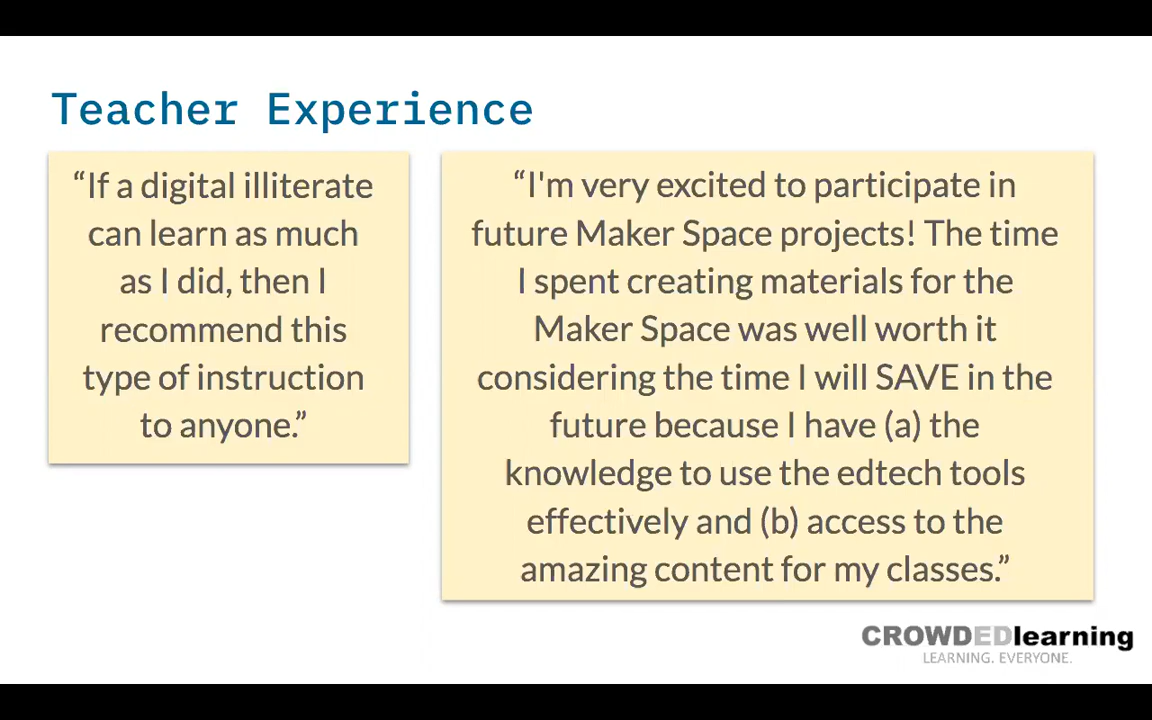 Teacher Experience
“If a digital illiterate
can learn as much
as I did, then I
recommend this
type of instruction
to anyone.”
“I'm very excited to participate in
future Maker Space projects! The time
I spent creating materials for the
Maker Space was well worth it
considering the time I will SAVE in the
future because I have (a) the
knowledge to use the edtech tools
effectively and (b) access to the
amazing content for my classes.”
CROWDEDlearning
LEARNING. EVERYONE.